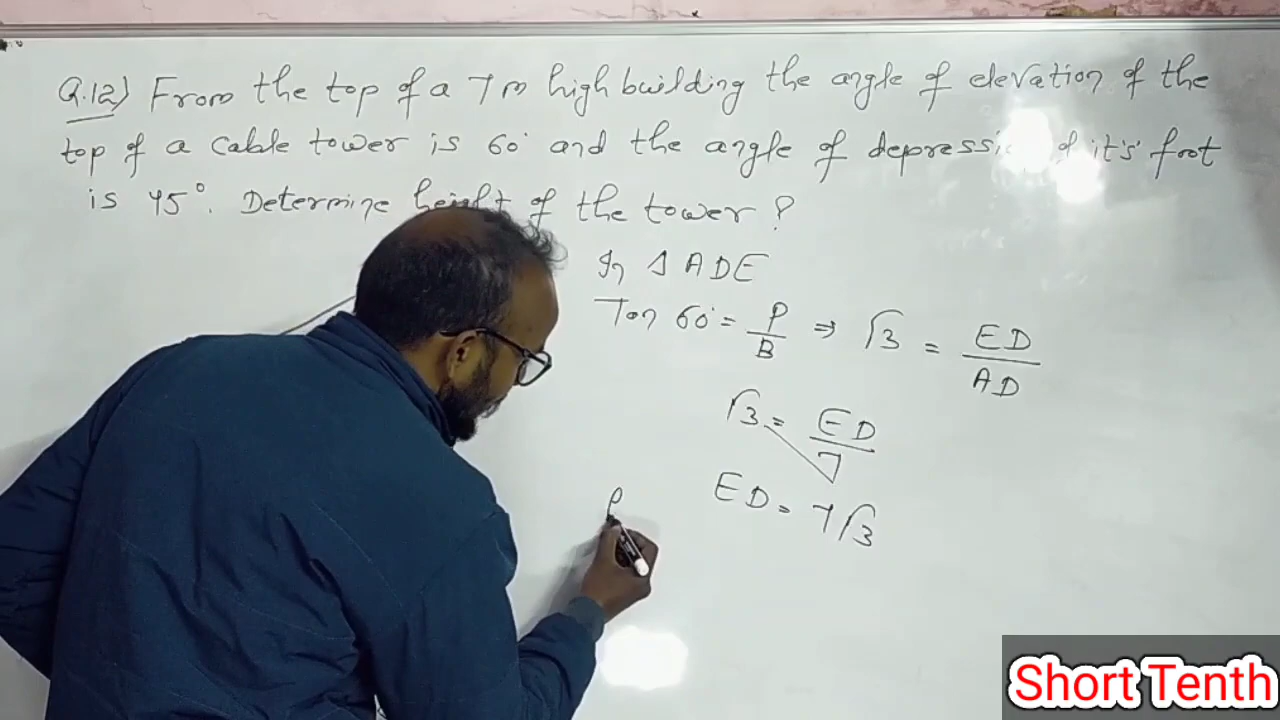 Q.12) From the top of a 7m high building the angle of elevation of the
top of a cable tower is 60° and the angle of depression of it's foot
is 45°. Determine height of the tower?
In Δ ADE
Tan 60° = P/B ⇒ √3 = ED/AD
√3 = ED/7
ED = 7√3
Short Tenth